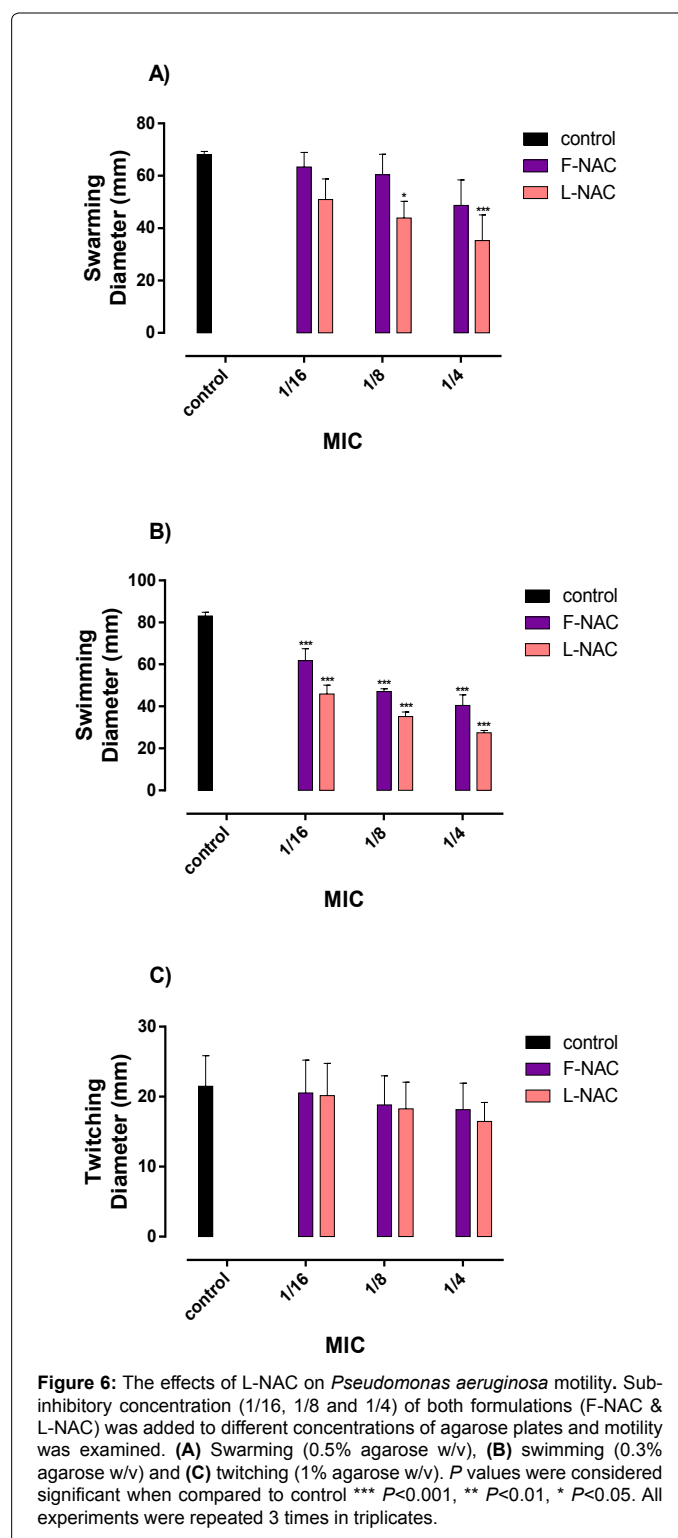 A)
80
60
40
20
0
Swarming
Diameter (mm)
control
F-NAC
L-NAC
*
***
control
1/16
1/8
1/4
MIC
B)
100
80
60
40
20
0
Swimming
Diameter (mm)
control
F-NAC
L-NAC
***
***
***
***
***
***
control
1/16
1/8
1/4
MIC
C)
30
20
10
0
Twitching
Diameter (mm)
control
F-NAC
L-NAC
control
1/16
1/8
1/4
MIC
Figure 6: The effects of L-NAC on Pseudomonas aeruginosa motility. Sub-
inhibitory concentration (1/16, 1/8 and 1/4) of both formulations (F-NAC &
L-NAC) was added to different concentrations of agarose plates and motility
was examined. (A) Swarming (0.5% agarose w/v), (B) swimming (0.3%
agarose w/v) and (C) twitching (1% agarose w/v). P values were considered
significant when compared to control *** P<0.001, ** P<0.01, * P<0.05. All
experiments were repeated 3 times in triplicates.